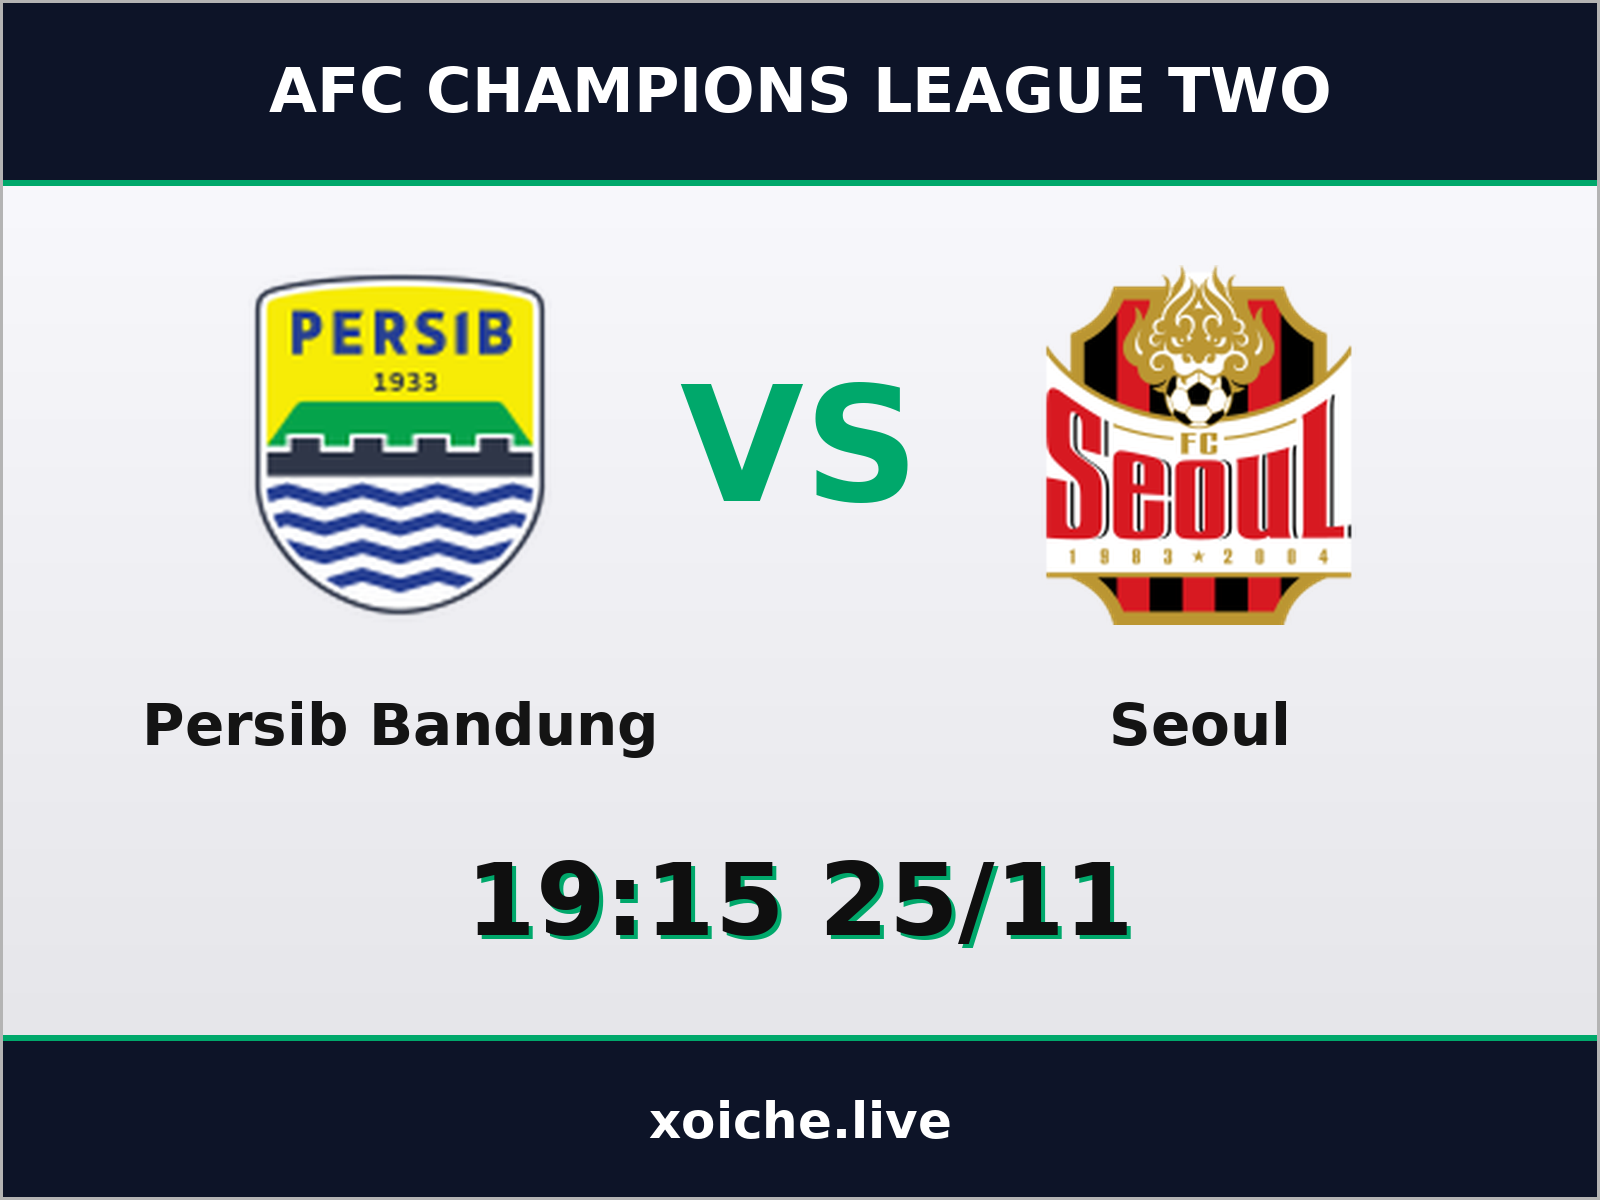 AFC CHAMPIONS LEAGUE TWO
PERSIB
1933
VS
FC
Seoul
1983★2004
Persib Bandung
Seoul
19:15 25/11
xoiche.live